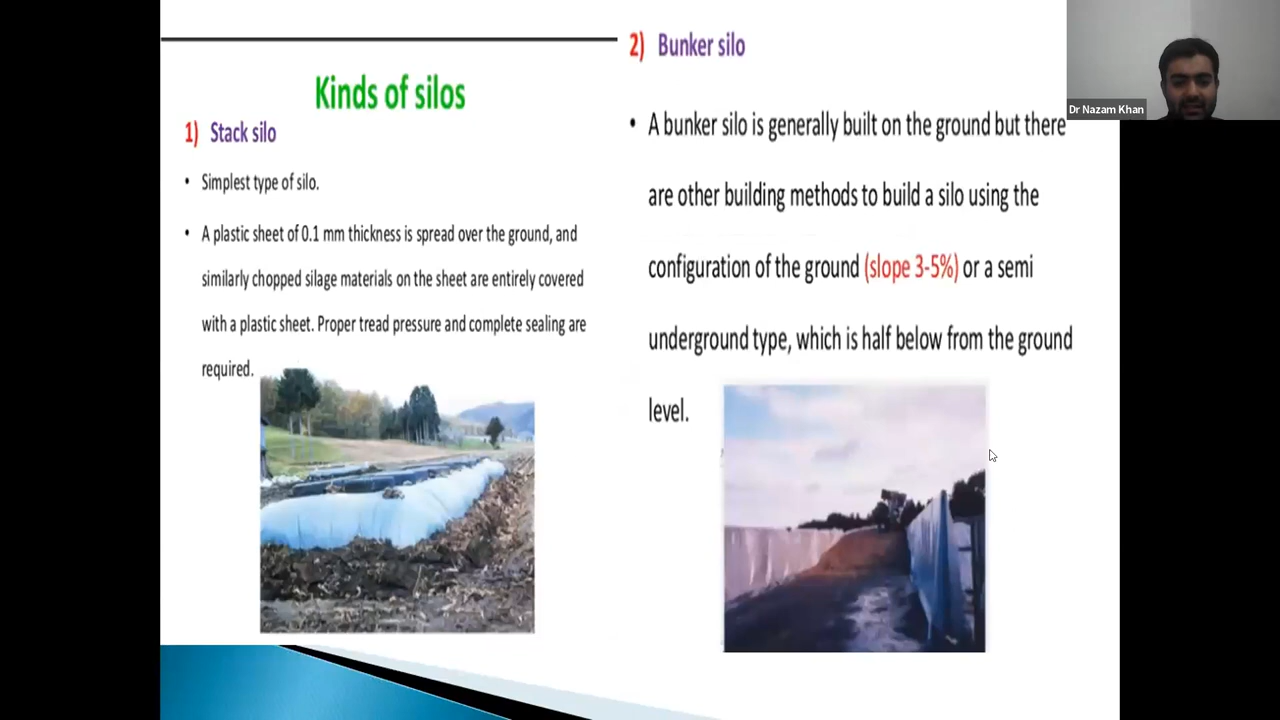 Kinds of silos
1) Stack silo
• Simplest type of silo.
• A plastic sheet of 0.1 mm thickness is spread over the ground, and
similarly chopped silage materials on the sheet are entirely covered
with a plastic sheet. Proper tread pressure and complete sealing are
required.
2) Bunker silo
• A bunker silo is generally built on the ground but there
are other building methods to build a silo using the
configuration of the ground (slope 3-5%) or a semi
underground type, which is half below from the ground
level.
Dr Nazam Khan